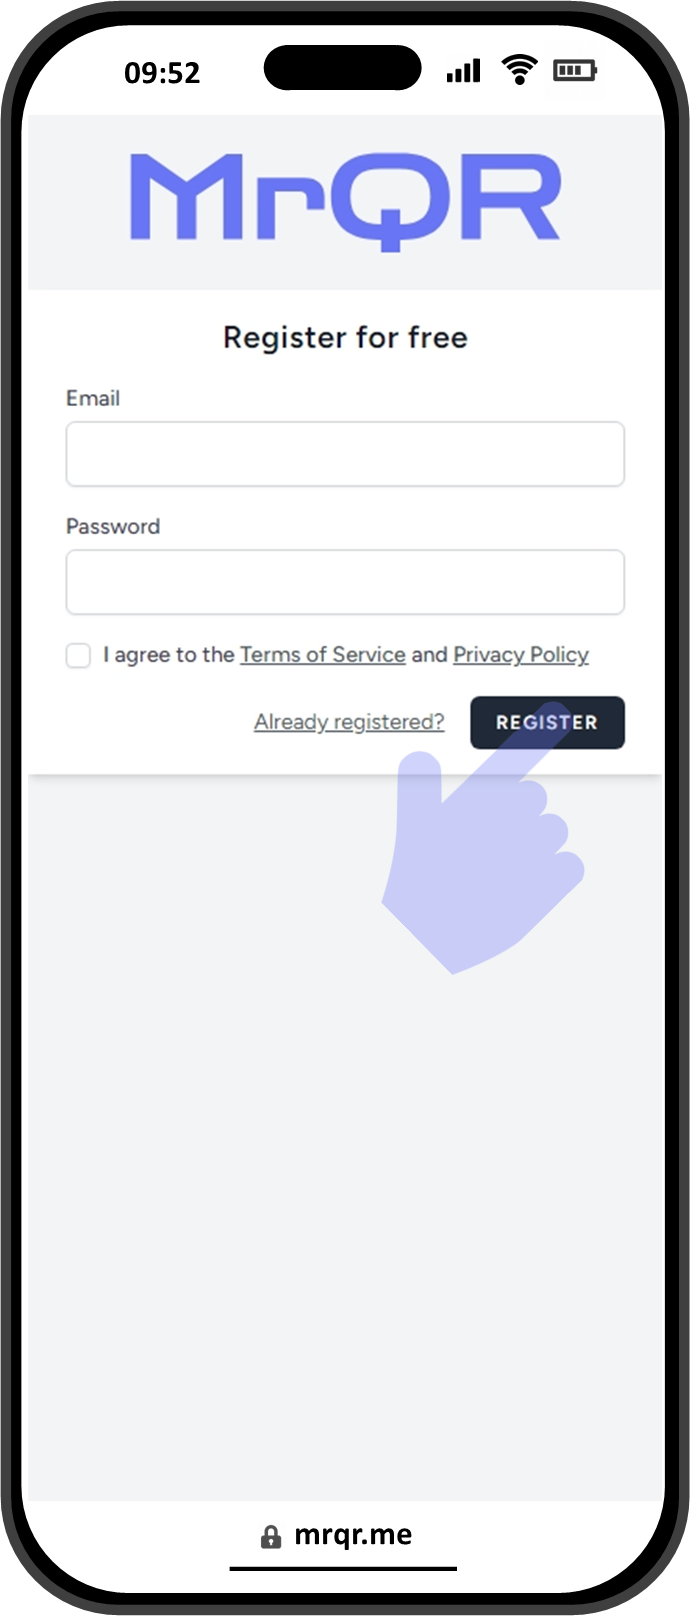 09:52
MrQR
Register for free
Email
Password
I agree to the Terms of Service and Privacy Policy
Already registered? REGISTER
mrqr.me